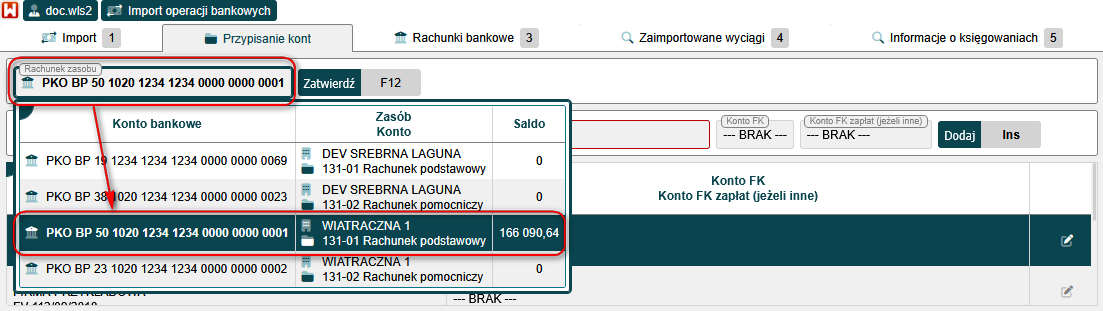 doc.wls2 Import operacji bankowych
Import 1 Przypisanie kont Rachunki bankowe 3 Zaimportowane wyciągi 4 Informacje o księgowaniach 5
Rachunek zasobu
PKO BP 50 1020 1234 1234 0000 0000 0001 Zatwierdź F12
Konto bankowe Zasób Konto Saldo
Konto FK Konto FK zapłat (jeżeli inne)
--- BRAK --- --- BRAK --- Dodaj Ins
PKO BP 19 1234 1234 1234 0000 0000 0069 DEV SREBRNA LAGUNA 0
131-01 Rachunek podstawowy
Konto FK
Konto FK zapłat (jeżeli inne)
PKO BP 38 1020 1234 1234 0000 0000 0023 DEV SREBRNA LAGUNA 0
131-02 Rachunek pomocniczy
PKO BP 50 1020 1234 1234 0000 0000 0001 WIATRACZNA 1 166 090,64
131-01 Rachunek podstawowy
PKO BP 23 1020 1234 1234 0000 0000 0002 WIATRACZNA 1 0
131-02 Rachunek pomocniczy
--- BRAK ---